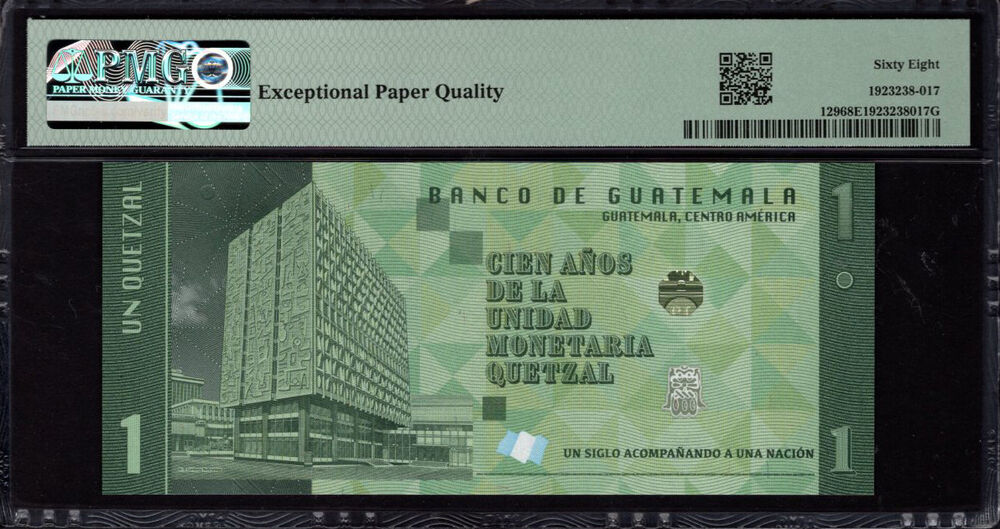 PMG
PAPER MONEY GUARANTY
Exceptional Paper Quality
Sixty Eight
1923238-017
12968E1923238017G
UN QUETZAL
1
BANCO DE GUATEMALA
GUATEMALA, CENTRO AMÉRICA
1
CIEN AÑOS
DE LA
UNIDAD
MONETARIA
QUETZAL
UN SIGLO ACOMPAÑANDO A UNA NACIÓN
1